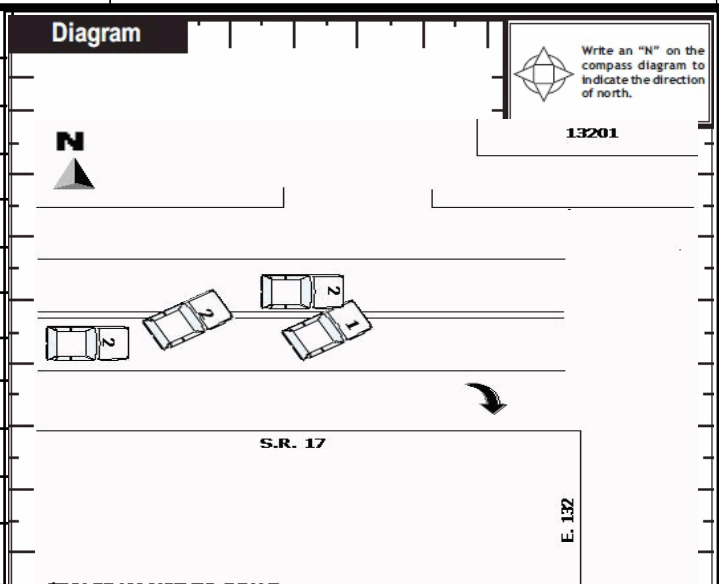 Diagram
Write an “N” on the
compass diagram to
indicate the direction
of north.
13201
N
2
2
1
2
S.R. 17
E. 132